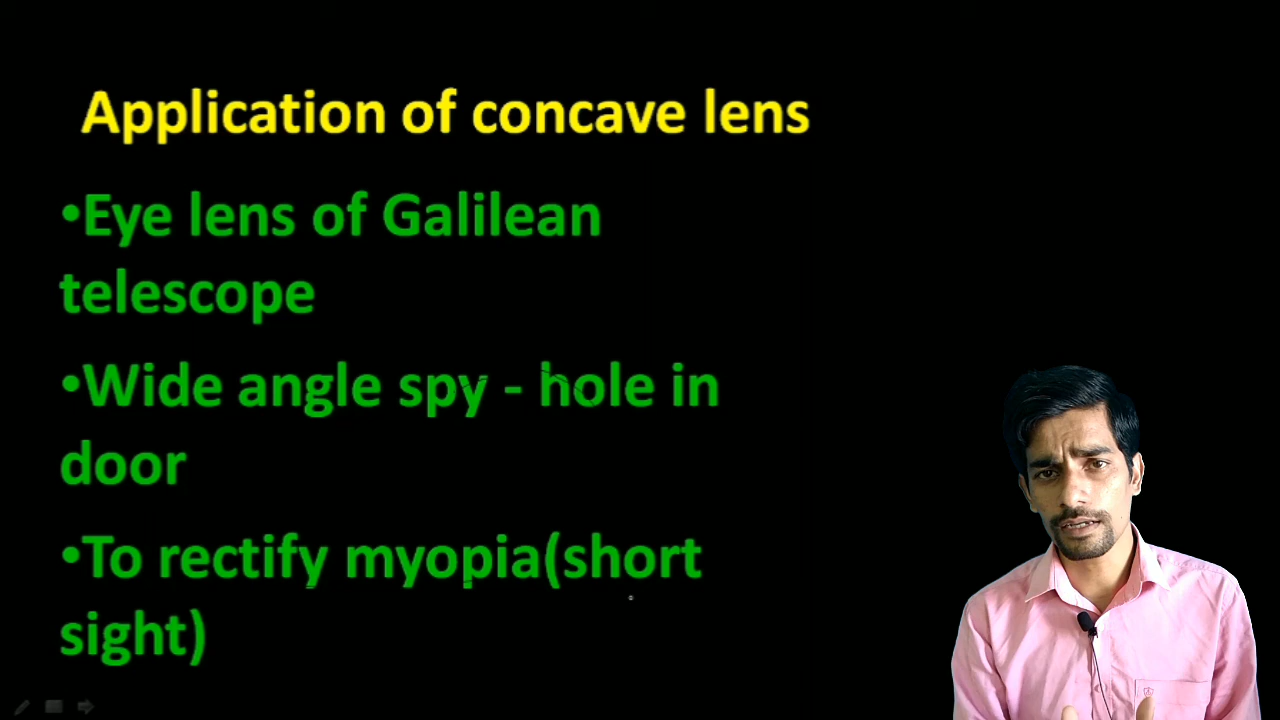 Application of concave lens
•Eye lens of Galilean
telescope
•Wide angle spy - hole in
door
•To rectify myopia(short
sight)